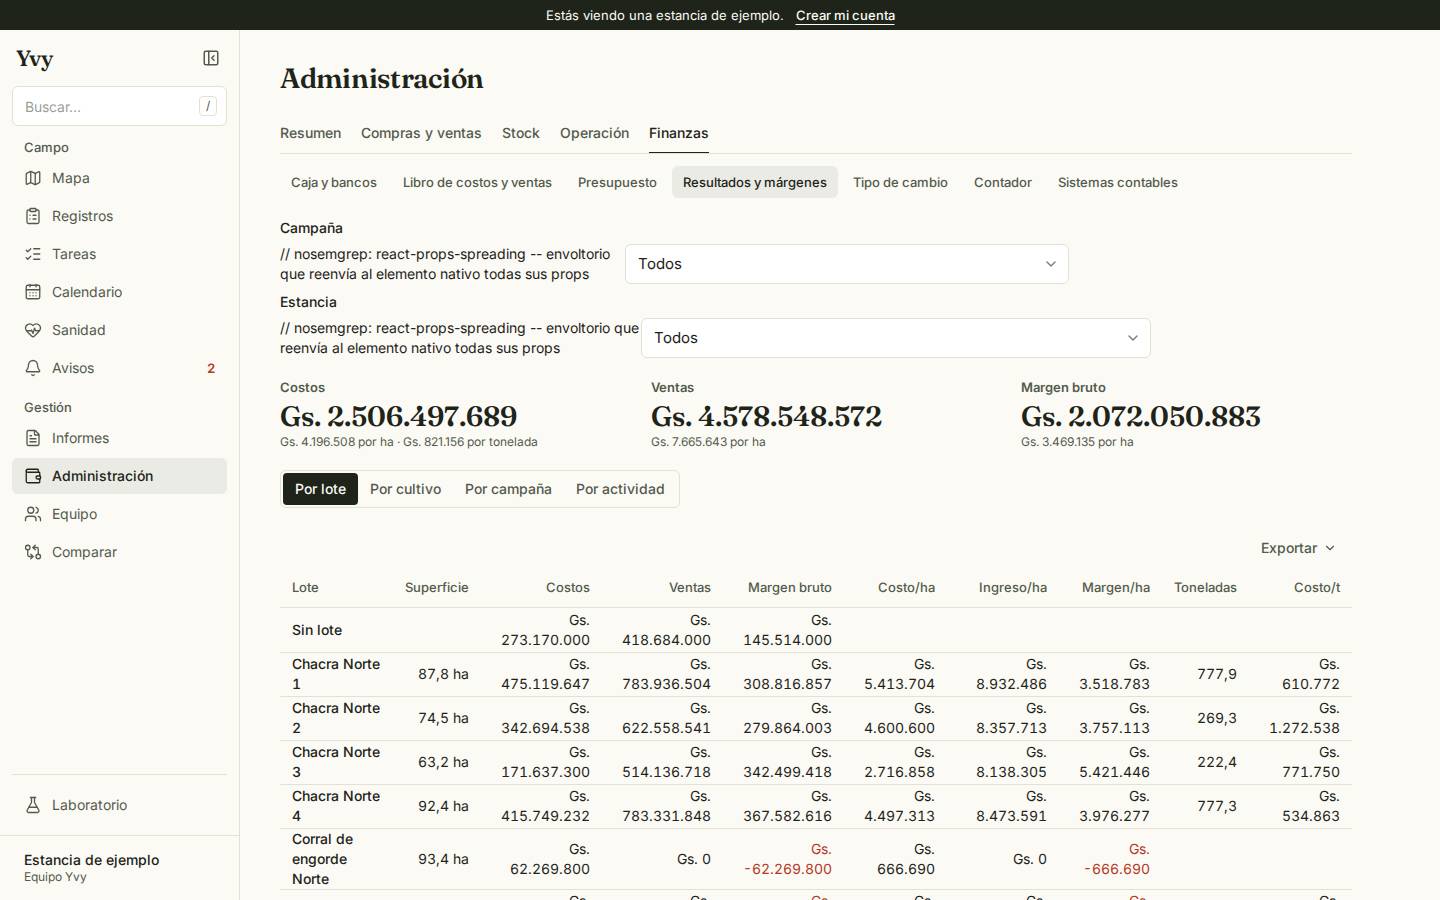 Estás viendo una estancia de ejemplo. Crear mi cuenta
Yvy
Buscar... /
Campo
Mapa
Registros
Tareas
Calendario
Sanidad
Avisos 2
Gestión
Informes
Administración
Equipo
Comparar
Laboratorio
Estancia de ejemplo
Equipo Yvy
Administración
Resumen Compras y ventas Stock Operación Finanzas
Caja y bancos Libro de costos y ventas Presupuesto Resultados y márgenes Tipo de cambio Contador Sistemas contables
Campaña
// nosemgrep: react-props-spreading -- envoltorio
que reenvía al elemento nativo todas sus props
Todos
Estancia
// nosemgrep: react-props-spreading -- envoltorio que
reenvía al elemento nativo todas sus props
Todos
Costos Ventas Margen bruto
Gs. 2.506.497.689 Gs. 4.578.548.572 Gs. 2.072.050.883
Gs. 4.196.508 por ha · Gs. 821.156 por tonelada Gs. 7.665.643 por ha Gs. 3.469.135 por ha
Por lote Por cultivo Por campaña Por actividad
Exportar
Lote Superficie Costos Ventas Margen bruto Costo/ha Ingreso/ha Margen/ha Toneladas Costo/t
Sin lote Gs. 273.170.000 Gs. 418.684.000 Gs. 145.514.000
Chacra Norte 1 87,8 ha Gs. 475.119.647 Gs. 783.936.504 Gs. 308.816.857 Gs. 5.413.704 Gs. 8.932.486 Gs. 3.518.783 777,9 Gs. 610.772
Chacra Norte 2 74,5 ha Gs. 342.694.538 Gs. 622.558.541 Gs. 279.864.003 Gs. 4.600.600 Gs. 8.357.713 Gs. 3.757.113 269,3 Gs. 1.272.538
Chacra Norte 3 63,2 ha Gs. 171.637.300 Gs. 514.136.718 Gs. 342.499.418 Gs. 2.716.858 Gs. 8.138.305 Gs. 5.421.446 222,4 Gs. 771.750
Chacra Norte 4 92,4 ha Gs. 415.749.232 Gs. 783.331.848 Gs. 367.582.616 Gs. 4.497.313 Gs. 8.473.591 Gs. 3.976.277 777,3 Gs. 534.863
Corral de engorde Norte 93,4 ha Gs. 62.269.800 Gs. 0 Gs. -62.269.800 Gs. 666.690 Gs. 0 Gs. -666.690